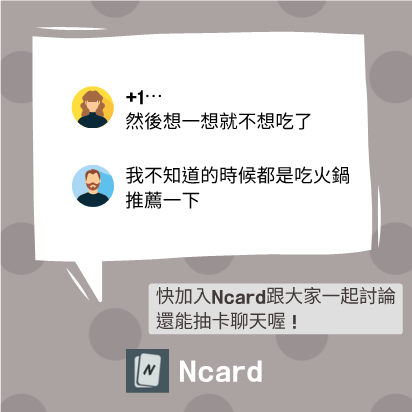 +1…
然後想一想就不想吃了
我不知道的時候都是吃火鍋
推薦一下
快加入Ncard跟大家一起討論
還能抽卡聊天喔！
N
Ncard